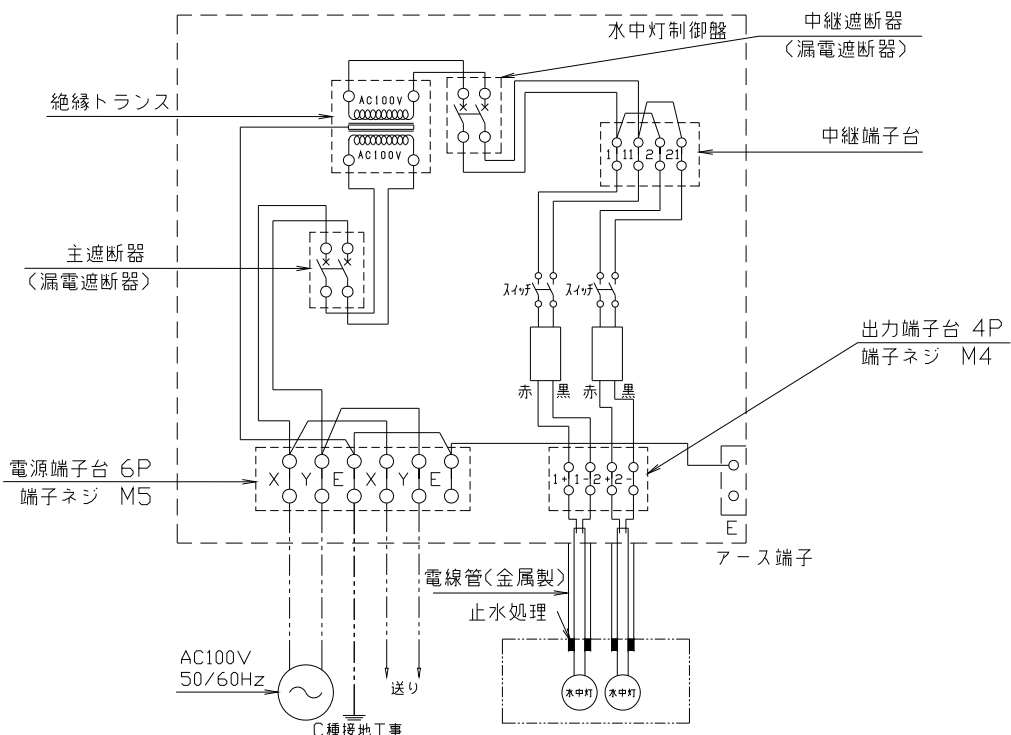 水中灯制御盤
中継遮断器
(漏電遮断器)
絶縁トランス
AC100V
AC100V
中継端子台
1 11 2 21
主遮断器
(漏電遮断器)
スイッチ
スイッチ
出力端子台 4P
端子ネジ M4
赤 黒 赤 黒
電源端子台 6P
端子ネジ M5
X Y E X Y E
1+ 1- 2+ 2-
E
アース端子
電線管(金属製)
止水処理
AC100V
50/60Hz
送り
水中灯 水中灯
C種接地工事